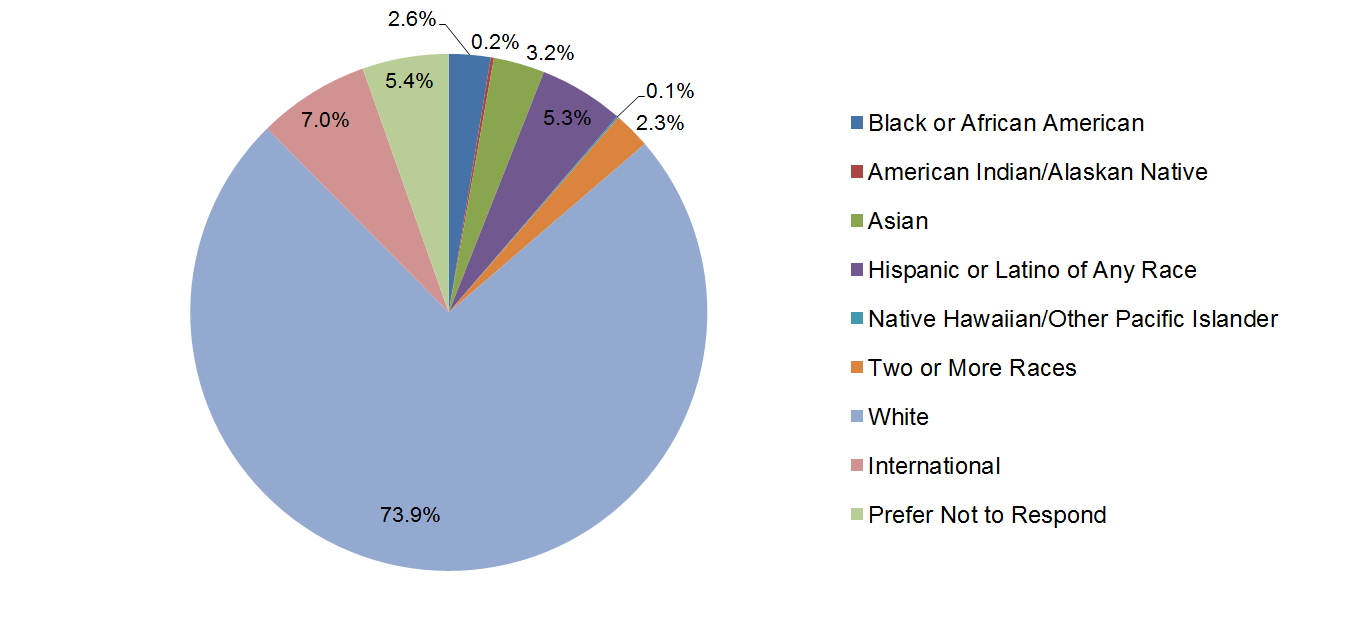 2.6%
0.2%
3.2%
5.4%
0.1%
5.3%
7.0%
2.3%
73.9%
Black or African American
American Indian/Alaskan Native
Asian
Hispanic or Latino of Any Race
Native Hawaiian/Other Pacific Islander
Two or More Races
White
International
Prefer Not to Respond